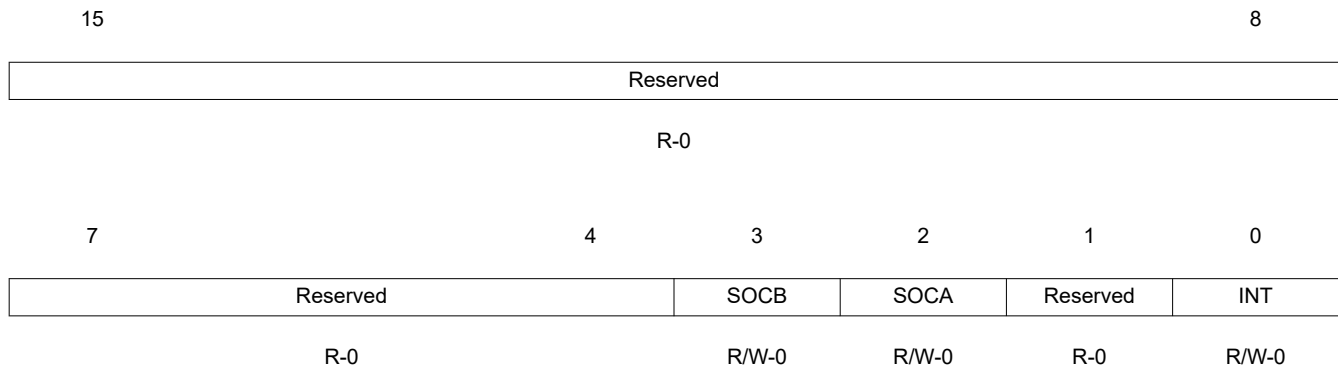 15 8
Reserved
R-0
7 4 3 2 1 0
Reserved SOCB SOCA Reserved INT
R-0 R/W-0 R/W-0 R-0 R/W-0